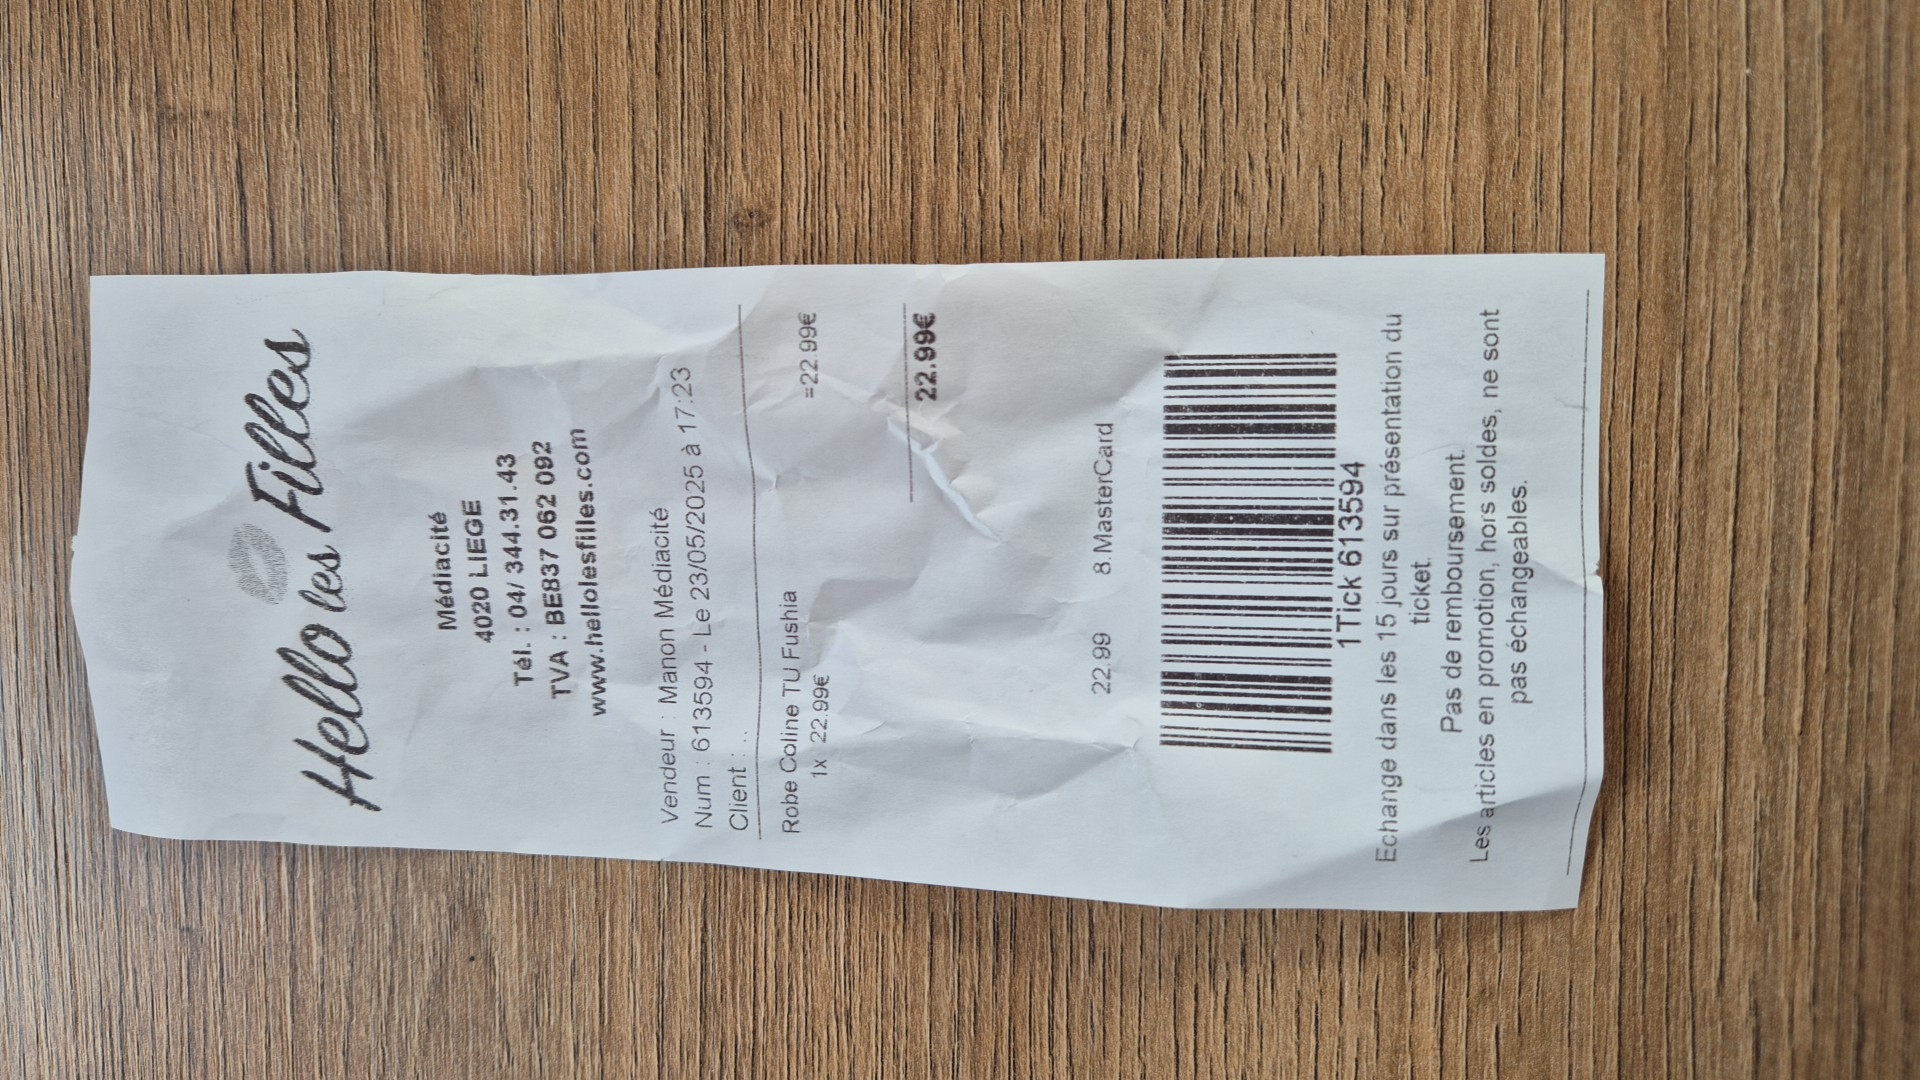 Hello les Filles
Médiacité
4020 LIEGE
Tél. : 04/ 344.31.43
TVA : BE837 062 092
www.hellolesfilles.com
Vendeur : Manon Médiacité
Num : 613594 - Le 23/05/2025 à 17:23
Client : ..
Robe Coline TU Fushia
1x 22.99€ =22.99€
22.99€
22.99 8.MasterCard
1Tick 613594
Echange dans les 15 jours sur présentation du
ticket.
Pas de remboursement.
Les articles en promotion, hors soldes, ne sont
pas échangeables.